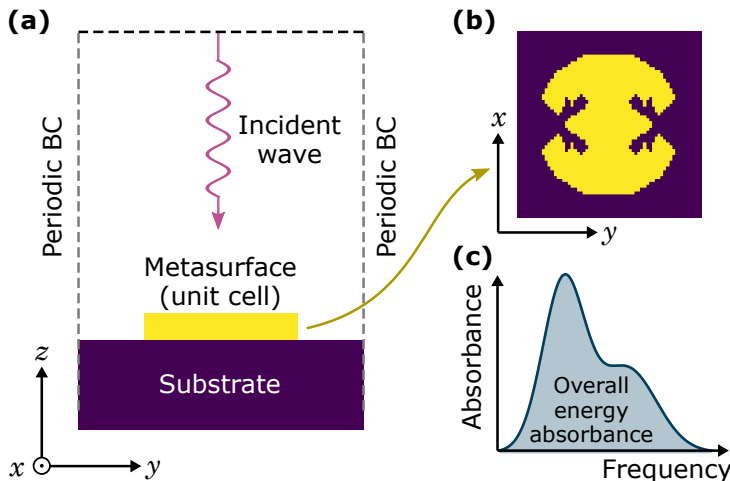 (a)
Periodic BC
Incident
wave
Periodic BC
Metasurface
(unit cell)
Substrate
z
x
y
(b)
x
y
(c)
Absorbance
Overall
energy
absorbance
Frequency